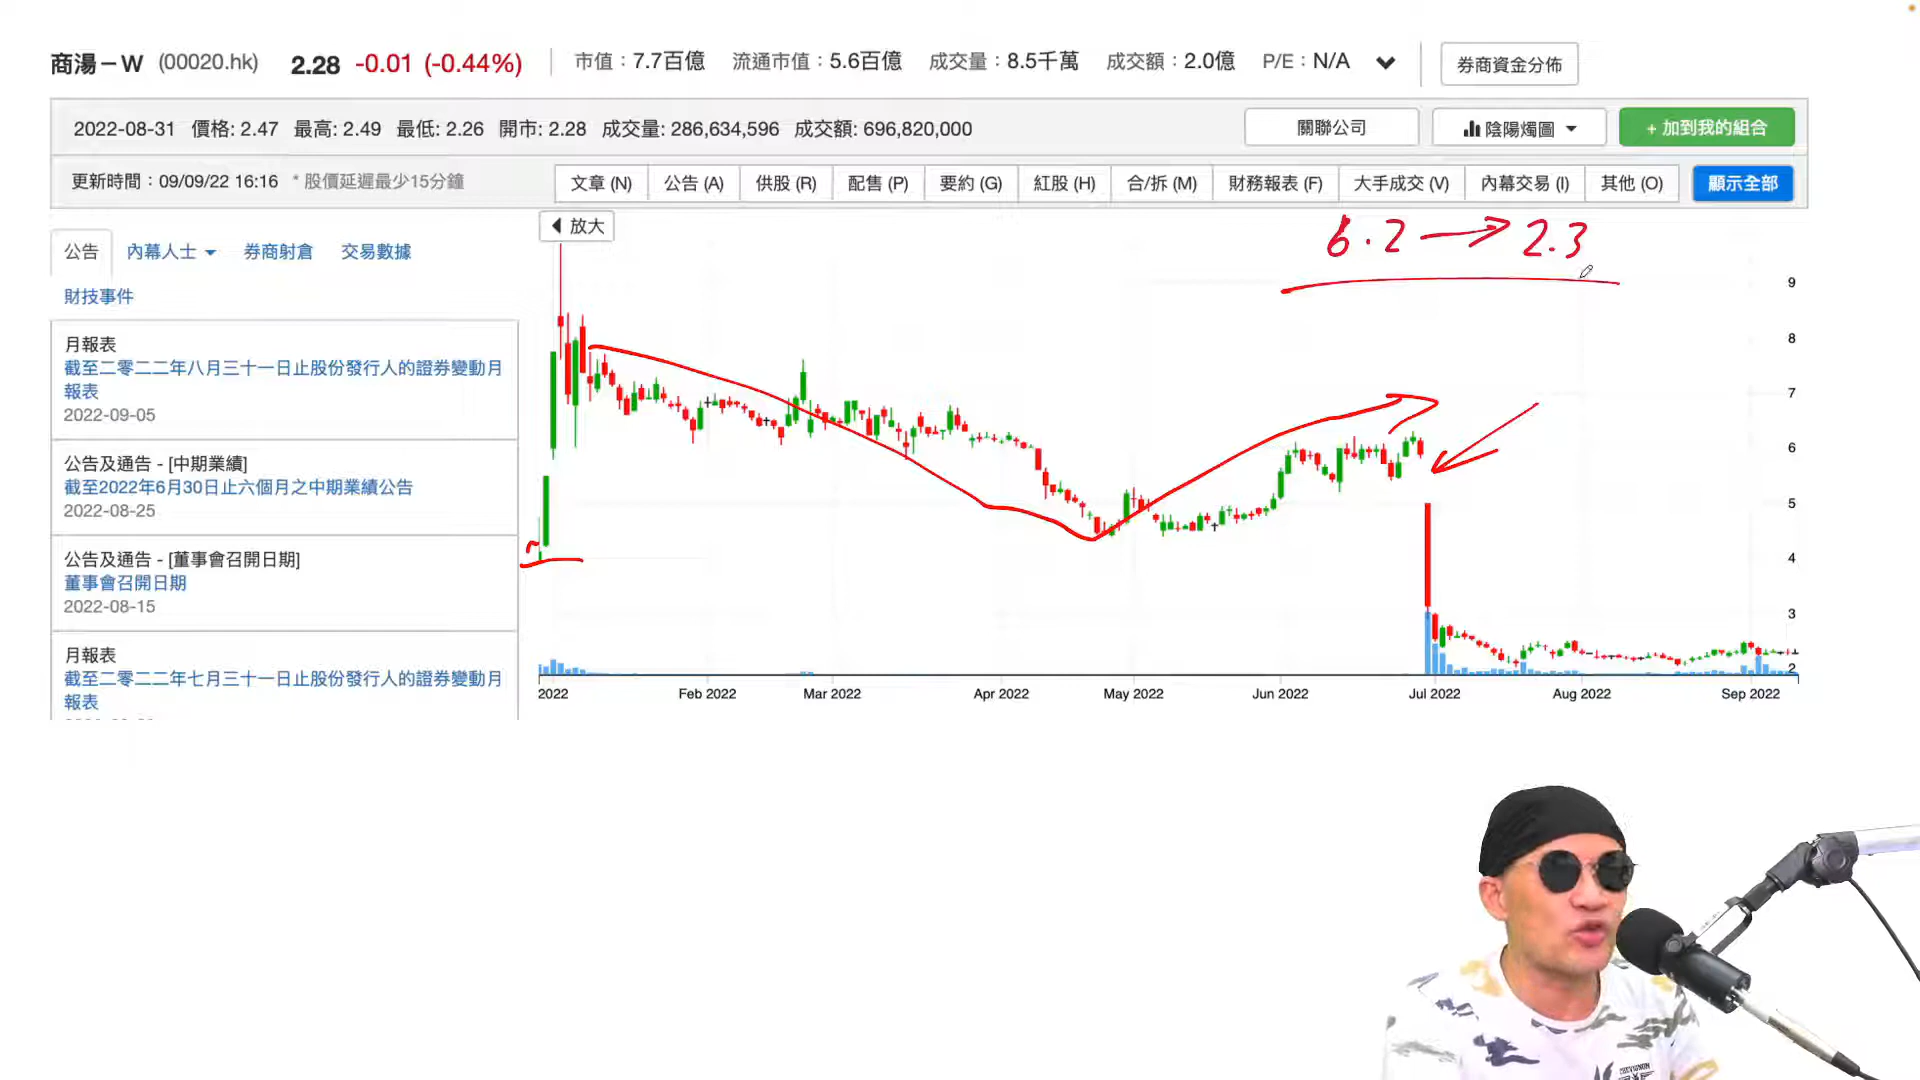 商湯－W (00020.hk) 2.28 -0.01 (-0.44%) 市值：7.7百億 流通市值：5.6百億 成交量：8.5千萬 成交額：2.0億 P/E：N/A 券商資金分佈
2022-08-31 價格: 2.47 最高: 2.49 最低: 2.26 開市: 2.28 成交量: 286,634,596 成交額: 696,820,000 關聯公司 陰陽燭圖 + 加到我的組合
更新時間：09/09/22 16:16 * 股價延遲最少15分鐘 文章 (N) 公告 (A) 供股 (R) 配售 (P) 要約 (G) 紅股 (H) 合/拆 (M) 財務報表 (F) 大手成交 (V) 內幕交易 (I) 其他 (O) 顯示全部
放大
6.2 → 2.3
公告 內幕人士 券商射倉 交易數據
財技事件
月報表
截至二零二二年八月三十一日止股份發行人的證券變動月
報表
2022-09-05
公告及通告 - [中期業績]
截至2022年6月30日止六個月之中期業績公告
2022-08-25
公告及通告 - [董事會召開日期]
董事會召開日期
2022-08-15
月報表
截至二零二二年七月三十一日止股份發行人的證券變動月
報表
9
8
7
6
5
4
3
2
2022 Feb 2022 Mar 2022 Apr 2022 May 2022 Jun 2022 Jul 2022 Aug 2022 Sep 2022